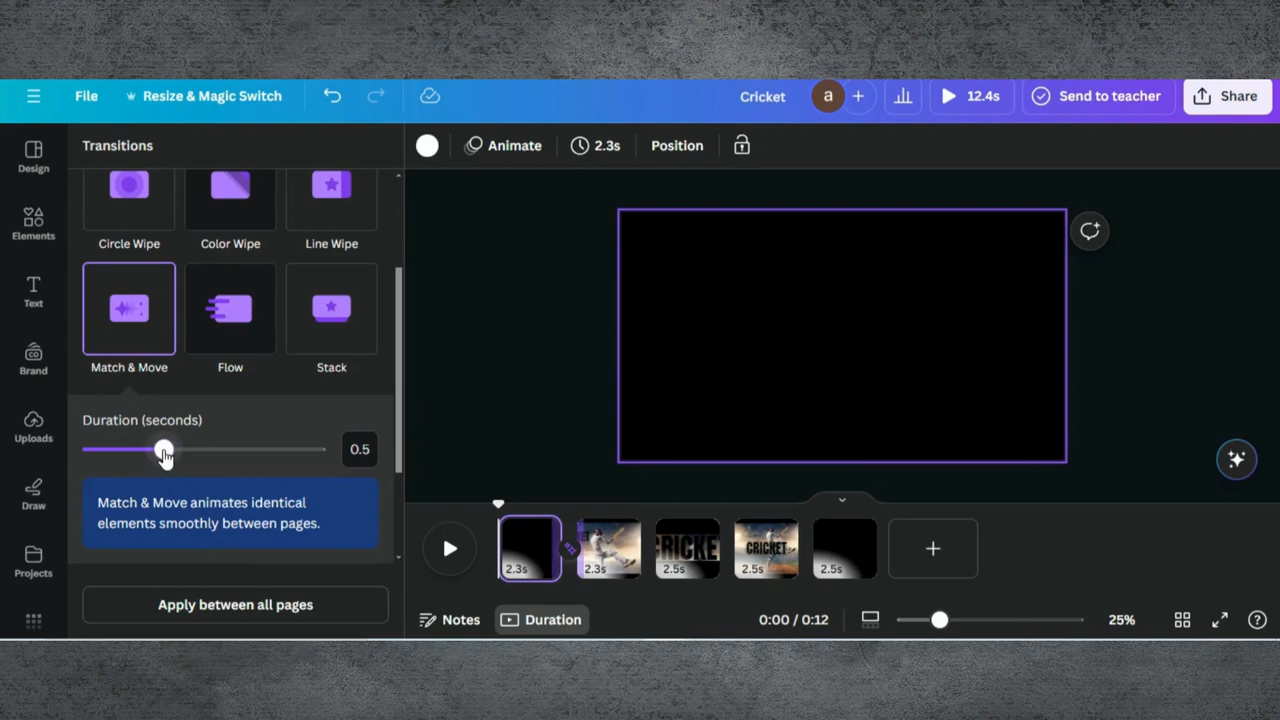 File
Resize & Magic Switch
Cricket
a
+
12.4s
Send to teacher
Share
Design
Elements
Text
Brand
Uploads
Draw
Projects
Transitions
Animate
2.3s
Position
Circle Wipe
Color Wipe
Line Wipe
Match & Move
Flow
Stack
Duration (seconds)
0.5
Match & Move animates identical
elements smoothly between pages.
Apply between all pages
2.3s
2.3s
CRICKE
2.5s
CRICKET
2.5s
2.5s
+
Notes
Duration
0:00 / 0:12
25%
?